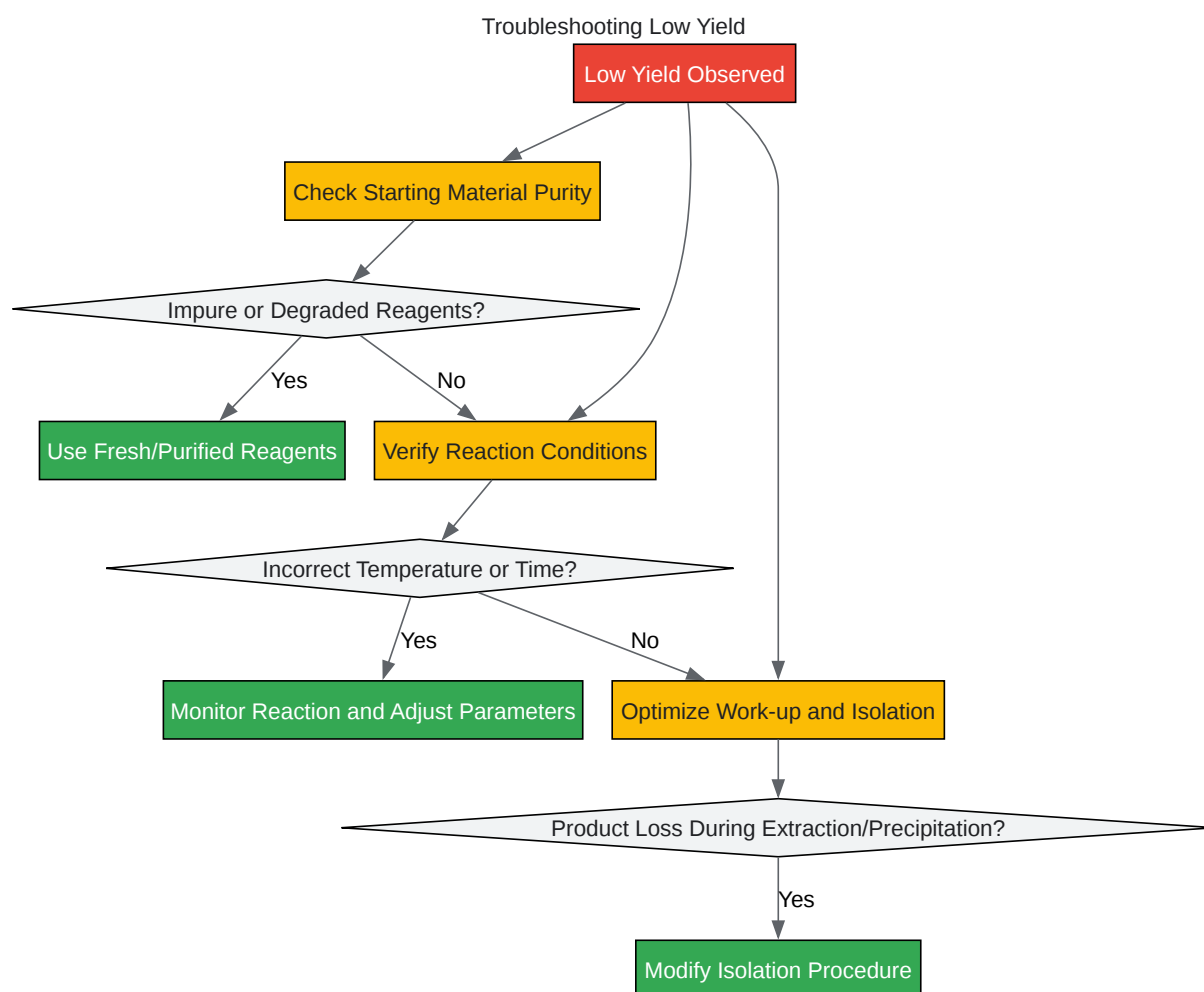 Troubleshooting Low Yield
Low Yield Observed
Check Starting Material Purity
Impure or Degraded Reagents?
Yes
No
Use Fresh/Purified Reagents
Verify Reaction Conditions
Incorrect Temperature or Time?
Yes
No
Monitor Reaction and Adjust Parameters
Optimize Work-up and Isolation
Product Loss During Extraction/Precipitation?
Yes
Modify Isolation Procedure